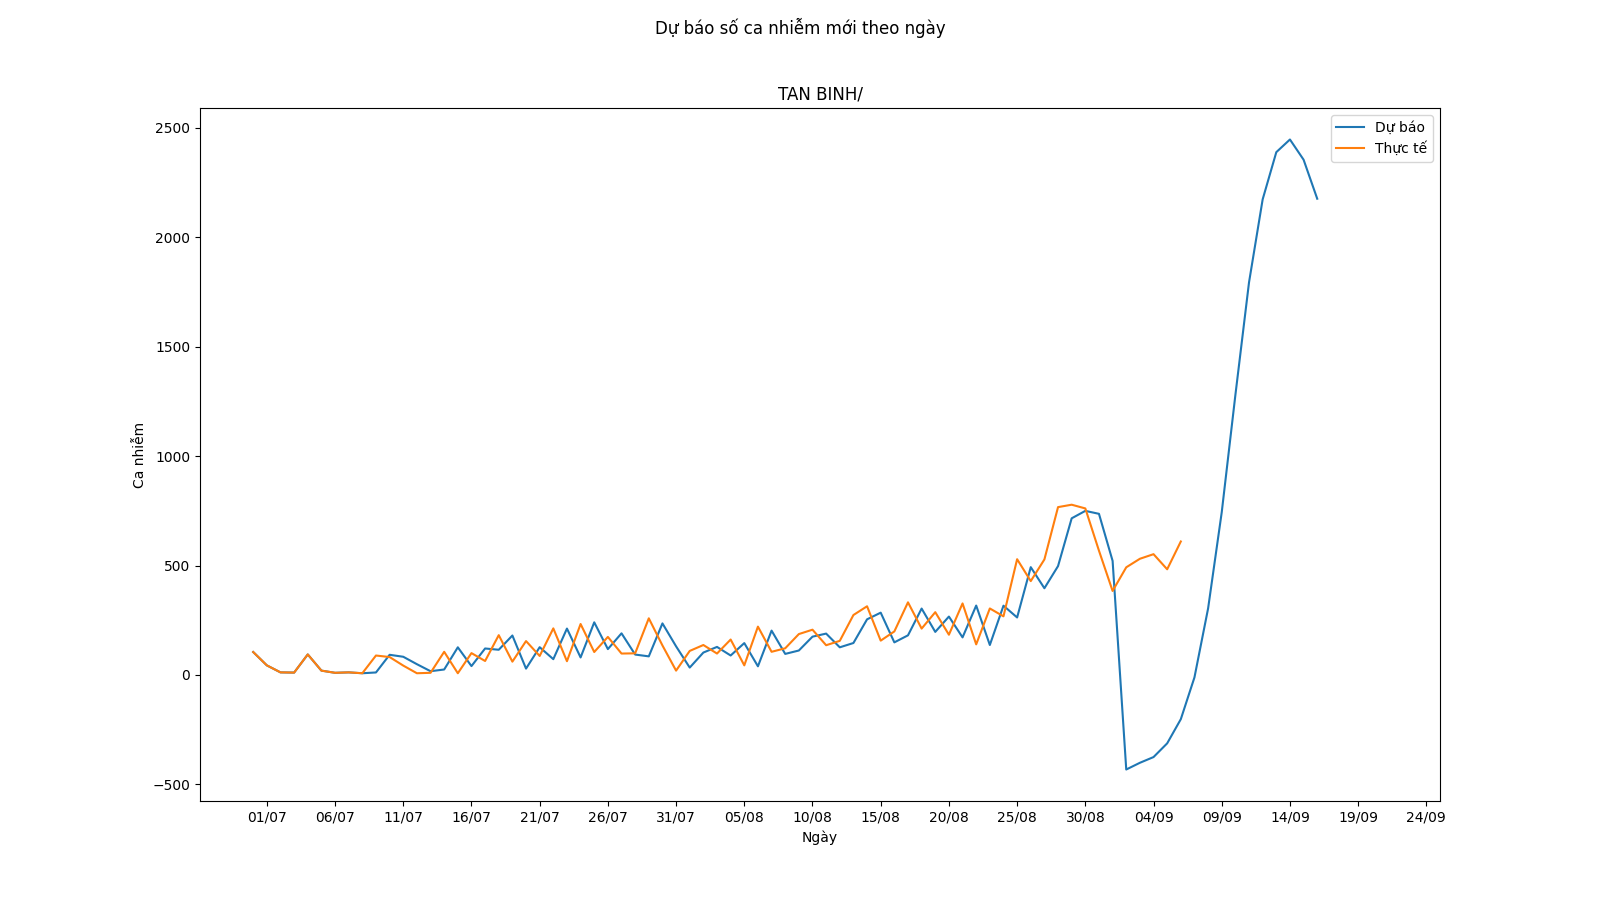 Dự báo số ca nhiễm mới theo ngày
TAN BINH/
Dự báo
Thực tế
2500
2000
1500
1000
500
0
−500
Ca nhiễm
01/07 06/07 11/07 16/07 21/07 26/07 31/07 05/08 10/08 15/08 20/08 25/08 30/08 04/09 09/09 14/09 19/09 24/09
Ngày